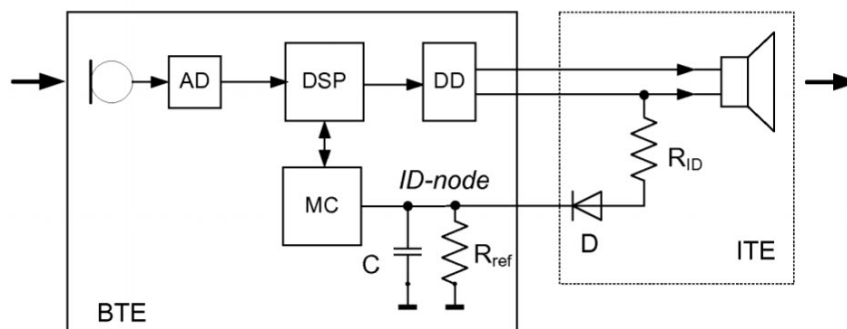 AD
DSP
DD
R_ID
MC
ID-node
C
R_ref
D
BTE
ITE